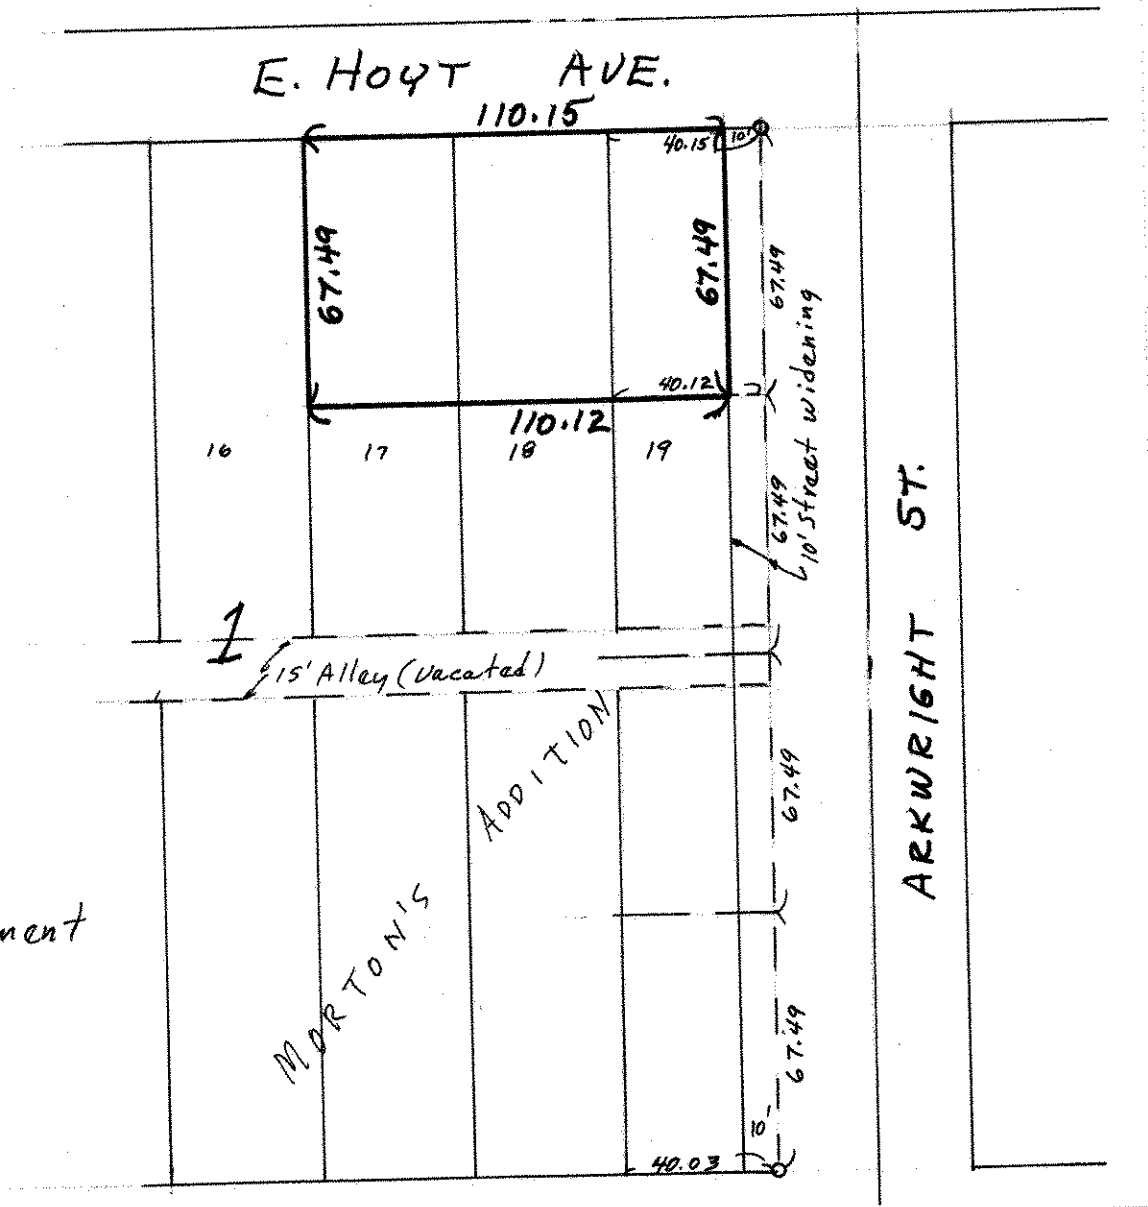 E. HOYT AVE.
110.15
40.15 10'
67.49
67.49
67.49
40.12
110.12
16 17 18 19
67.49
10' Street widening
ARKWRIGHT ST.
1
15' Alley (Vacated)
67.49
MORTON'S ADDITION
67.49
10'
40.03